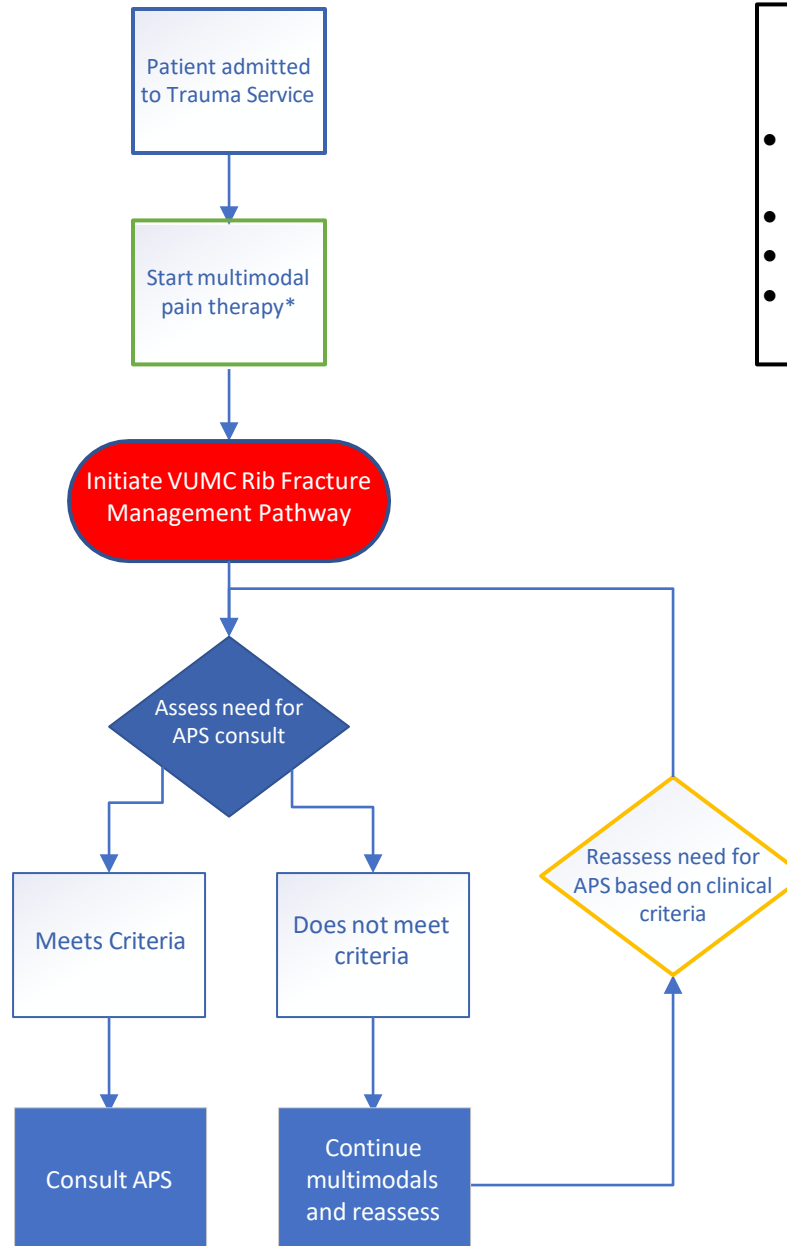 Patient admitted
to Trauma Service
Start multimodal
pain therapy*
Initiate VUMC Rib Fracture
Management Pathway
Assess need for
APS consult
Reassess need for
APS based on clinical
criteria
Meets Criteria
Does not meet
criteria
Consult APS
Continue
multimodals
and reassess